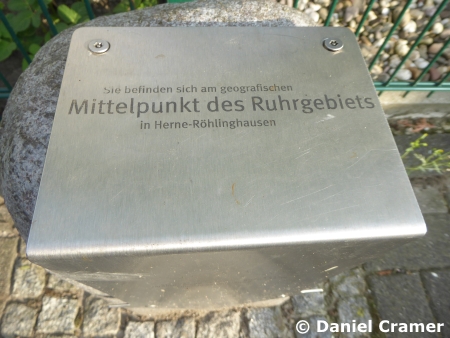 Sie befinden sich am geografischen
Mittelpunkt des Ruhrgebiets
in Herne-Röhlinghausen
© Daniel Cramer